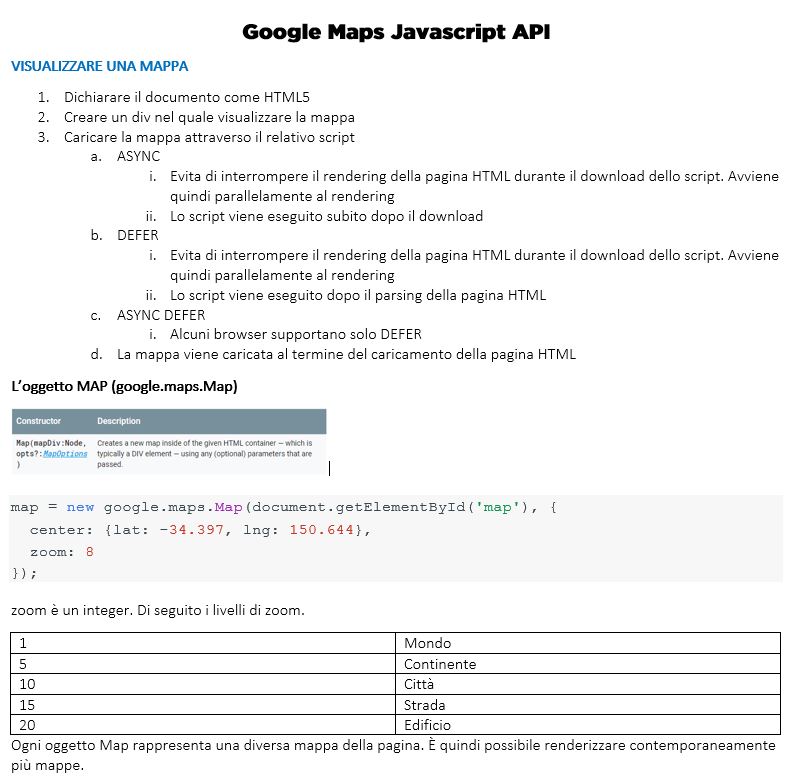 Google Maps Javascript API
VISUALIZZARE UNA MAPPA
1. Dichiarare il documento come HTML5
2. Creare un div nel quale visualizzare la mappa
3. Caricare la mappa attraverso il relativo script
a. ASYNC
i. Evita di interrompere il rendering della pagina HTML durante il download dello script. Avviene
quindi parallelamente al rendering
ii. Lo script viene eseguito subito dopo il download
b. DEFER
i. Evita di interrompere il rendering della pagina HTML durante il download dello script. Avviene
quindi parallelamente al rendering
ii. Lo script viene eseguito dopo il parsing della pagina HTML
c. ASYNC DEFER
i. Alcuni browser supportano solo DEFER
d. La mappa viene caricata al termine del caricamento della pagina HTML
L'oggetto MAP (google.maps.Map)
Constructor Description
Map(mapDiv:Node, Creates a new map inside of the given HTML container — which is
opts?:MapOptions typically a DIV element — using any (optional) parameters that are
) passed.
map = new google.maps.Map(document.getElementById('map'), {
center: {lat: -34.397, lng: 150.644},
zoom: 8
});
zoom è un integer. Di seguito i livelli di zoom.
1 Mondo
5 Continente
10 Città
15 Strada
20 Edificio
Ogni oggetto Map rappresenta una diversa mappa della pagina. È quindi possibile renderizzare contemporaneamente
più mappe.